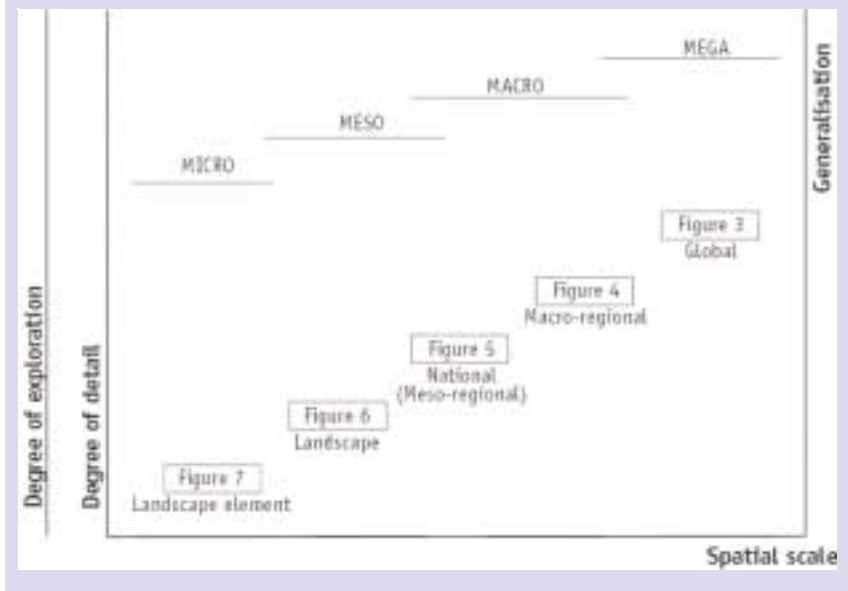 MEGA
MACRO
MESO
MICRO
Generalisation
Figure 3
Global
Figure 4
Macro-regional
Figure 5
National
(Meso-regional)
Figure 6
Landscape
Figure 7
Landscape element
Degree of exploration
Degree of detail
Spatial scale